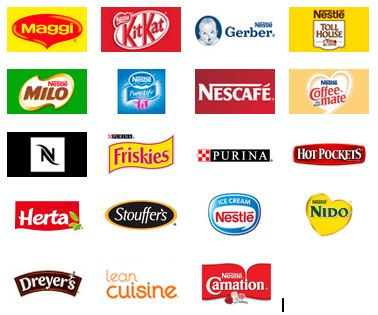 Maggi
Nestlé
KitKat
Nestlé
Gerber
Nestlé
TOLL
HOUSE
Nestlé
MILO
Nestlé
Pure Life
NESCAFÉ
Nestlé
Coffee-
mate
N
PURINA
Friskies
PURINA
HOT POCKETS
Herta
Stouffer's
ICE CREAM
Nestlé
Nestlé
NIDO
Dreyer's
lean
cuisine
Nestlé
Carnation